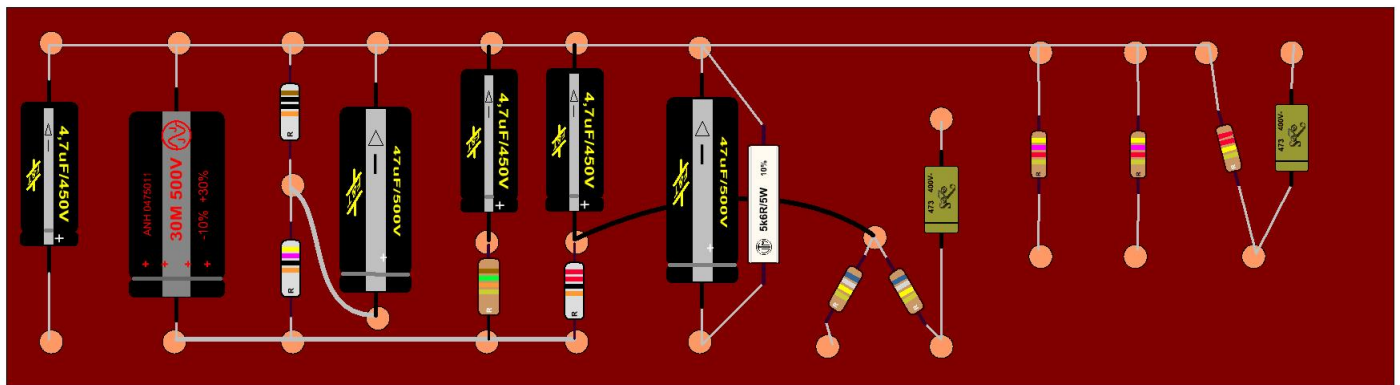 4,7uF/450V
+
ANH 0475011
30M 500V
-10% +30%
+ + + +
R
R
47uF/500V
+
4,7uF/450V
+
R
4,7uF/450V
+
R
47uF/500V
+
5k6R/5W 10%
R
R
473 400V-
R
R
R
473 400V-